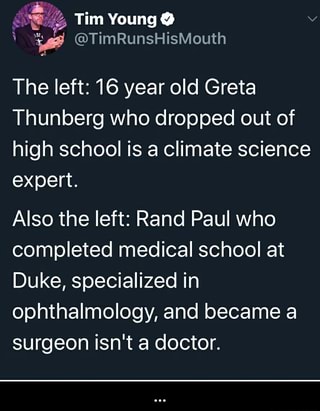 Tim Young
@TimRunsHisMouth
The left: 16 year old Greta
Thunberg who dropped out of
high school is a climate science
expert.
Also the left: Rand Paul who
completed medical school at
Duke, specialized in
ophthalmology, and became a
surgeon isn't a doctor.
...